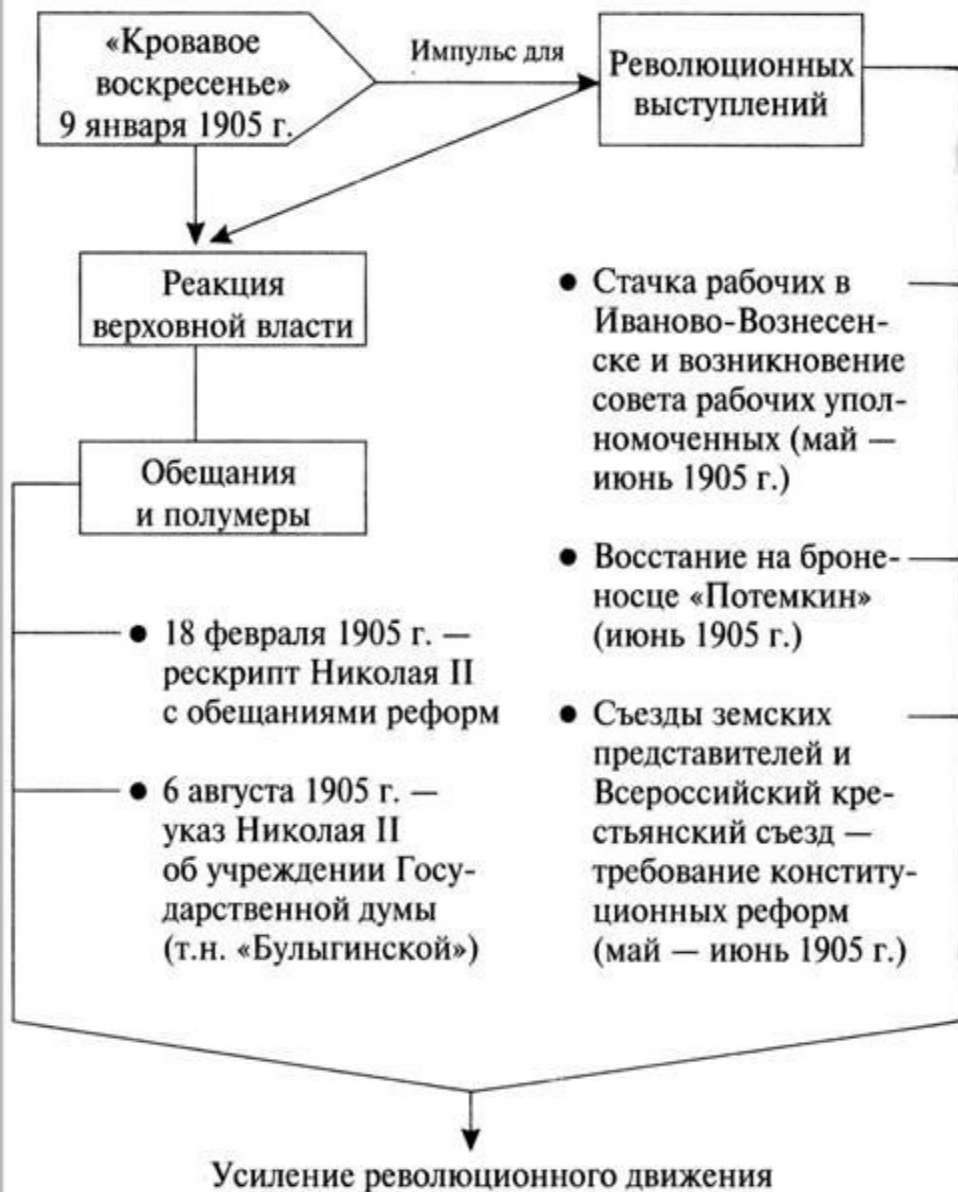 «Кровавое
воскресенье»
9 января 1905 г.
Импульс для
Революционных
выступлений
Реакция
верховной власти
Обещания
и полумеры
● 18 февраля 1905 г. —
рескрипт Николая II
с обещаниями реформ
● 6 августа 1905 г. —
указ Николая II
об учреждении Госу-
дарственной думы
(т.н. «Булыгинской»)
● Стачка рабочих в
Иваново-Вознесен-
ске и возникновение
совета рабочих упол-
номоченных (май —
июнь 1905 г.)
● Восстание на броне-
носце «Потемкин»
(июнь 1905 г.)
● Съезды земских
представителей и
Всероссийский кре-
стьянский съезд —
требование конститу-
ционных реформ
(май — июнь 1905 г.)
Усиление революционного движения